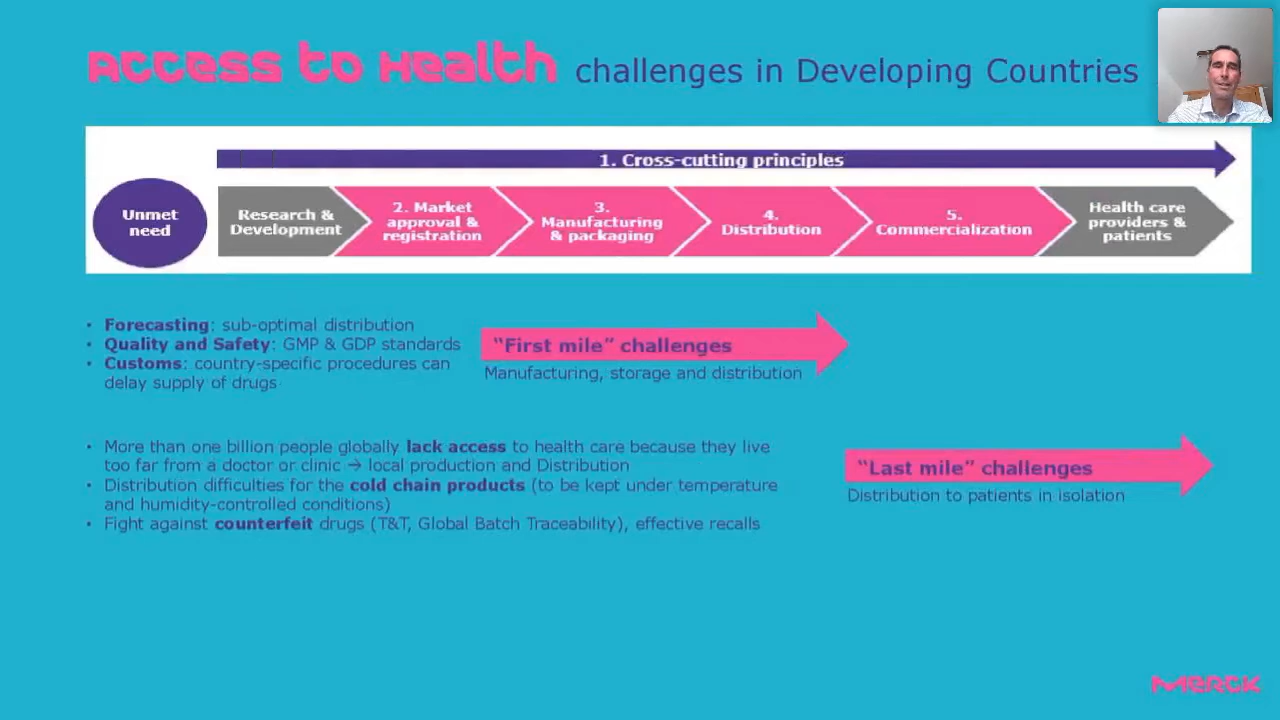 Access to Health challenges in Developing Countries
1. Cross-cutting principles
Unmet
need
Research &
Development
2. Market
approval &
registration
3.
Manufacturing
& packaging
4.
Distribution
5.
Commercialization
Health care
providers &
patients
• Forecasting: sub-optimal distribution
• Quality and Safety: GMP & GDP standards
• Customs: country-specific procedures can
delay supply of drugs
“First mile” challenges
Manufacturing, storage and distribution
• More than one billion people globally lack access to health care because they live
too far from a doctor or clinic → local production and Distribution
• Distribution difficulties for the cold chain products (to be kept under temperature
and humidity-controlled conditions)
• Fight against counterfeit drugs (T&T, Global Batch Traceability), effective recalls
“Last mile” challenges
Distribution to patients in isolation
Merck